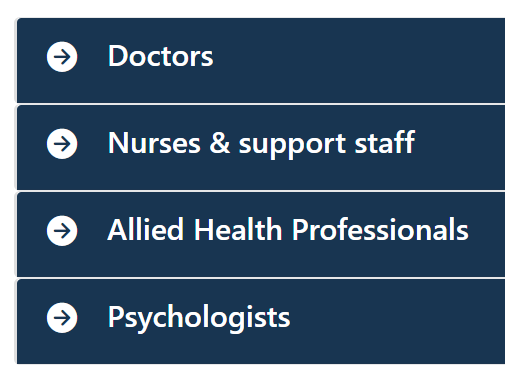 Doctors
Nurses & support staff
Allied Health Professionals
Psychologists